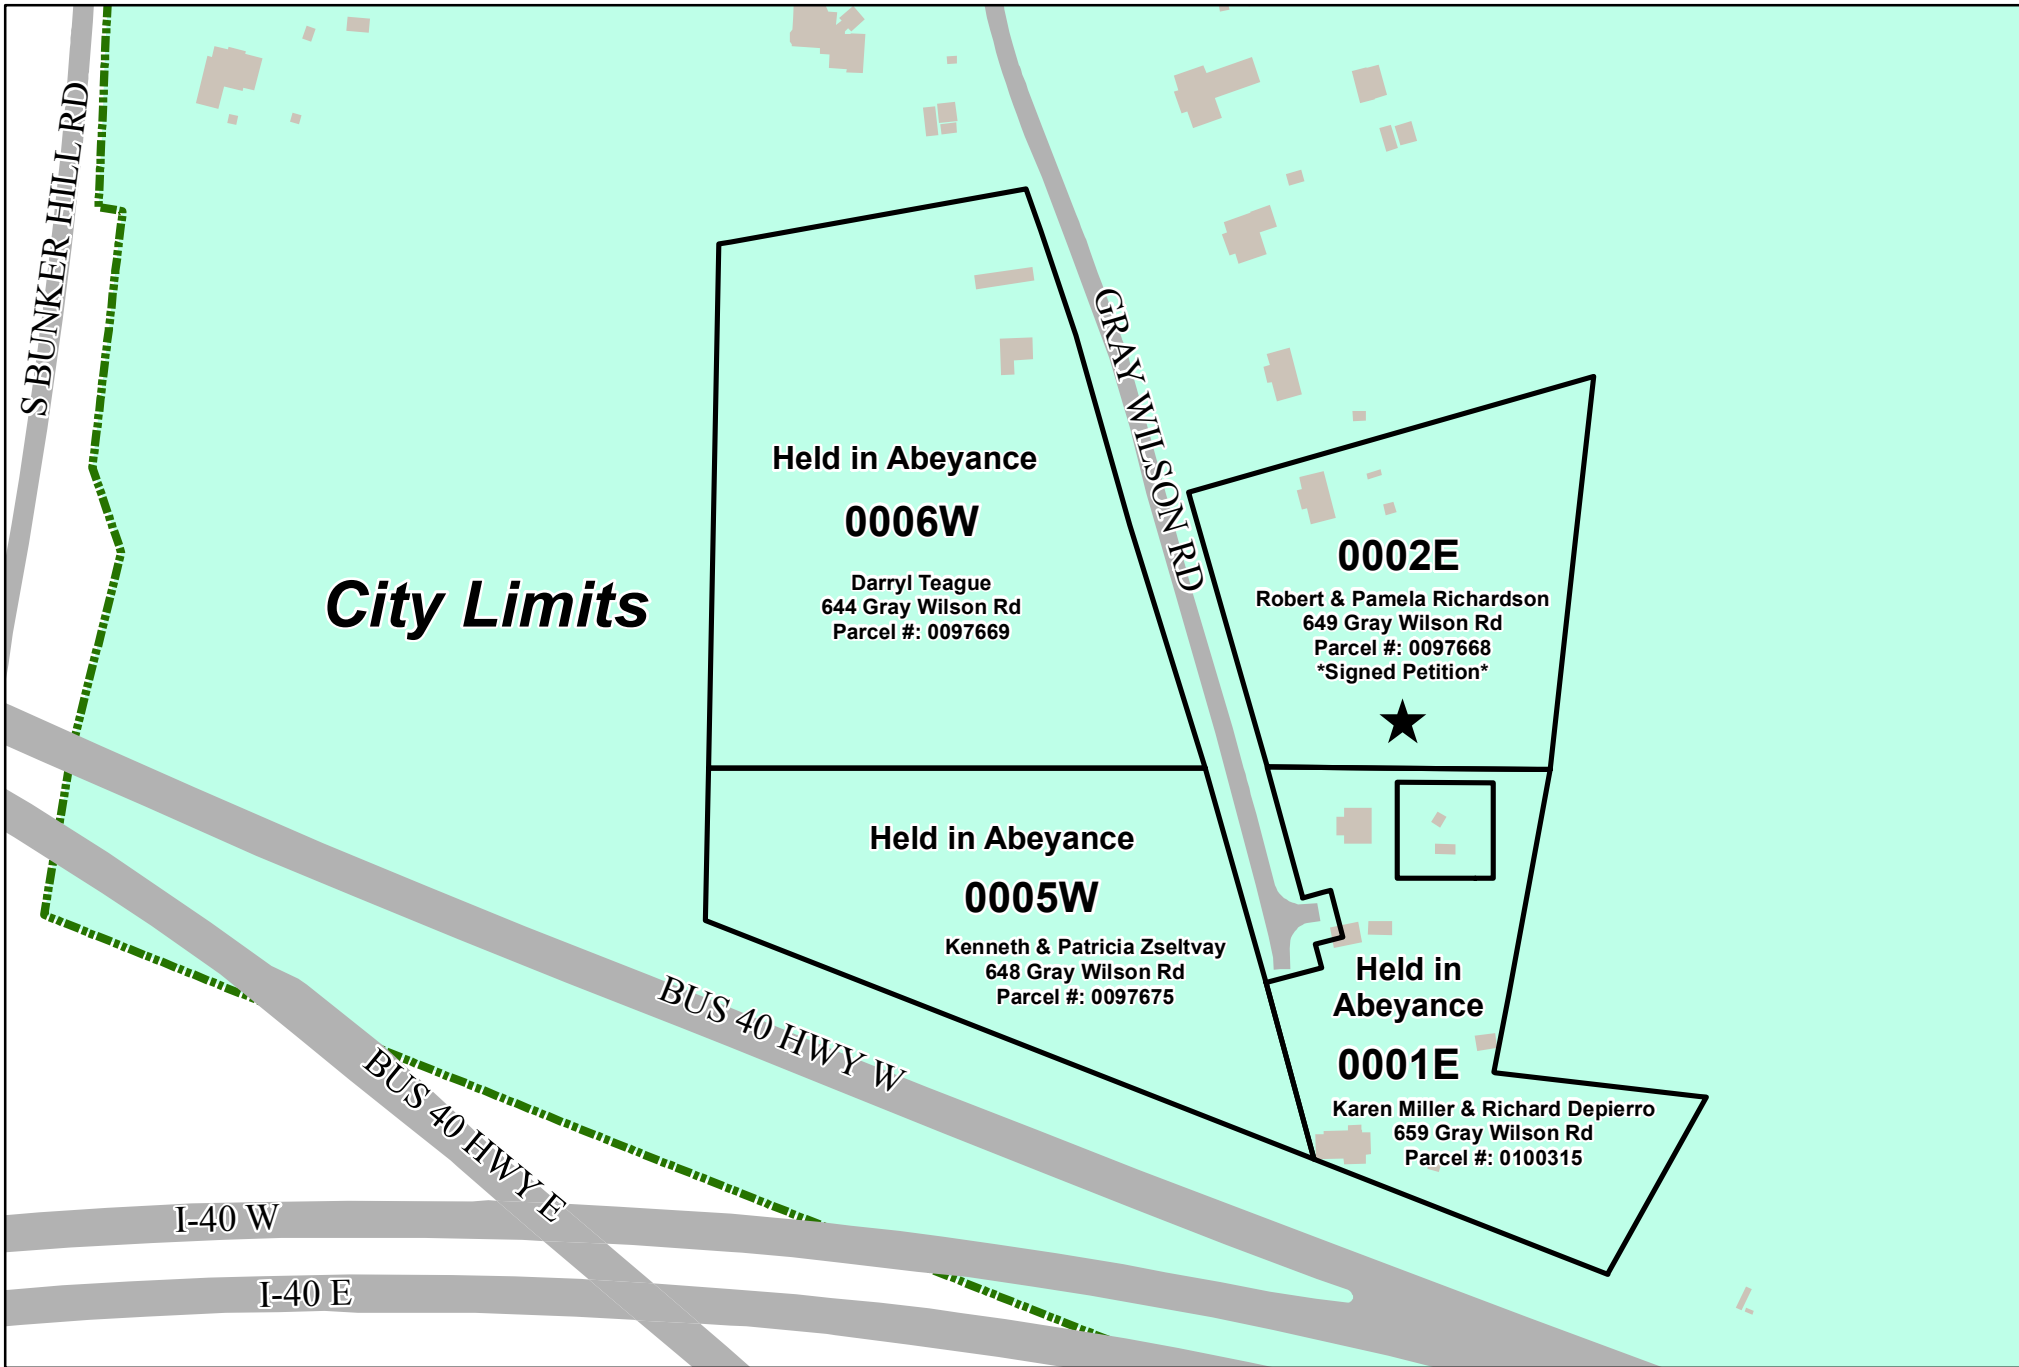 S BUNKER HILL RD
GRAY WILSON RD
City Limits
Held in Abeyance
0006W
Darryl Teague
644 Gray Wilson Rd
Parcel #: 0097669
0002E
Robert & Pamela Richardson
649 Gray Wilson Rd
Parcel #: 0097668
*Signed Petition*
Held in Abeyance
0005W
Kenneth & Patricia Zseltvay
648 Gray Wilson Rd
Parcel #: 0097675
Held in
Abeyance
0001E
Karen Miller & Richard Depierro
659 Gray Wilson Rd
Parcel #: 0100315
BUS 40 HWY W
BUS 40 HWY E
I-40 W
I-40 E